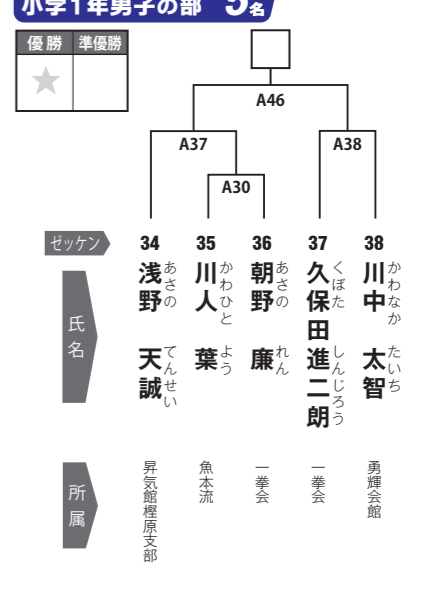 小学1年男子の部 5名
優勝 準優勝
★
A46
A37 A38
A30
ゼッケン 34 35 36 37 38
氏名
浅野 天誠 あさの てんせい
川人 葉 かわひと よう
朝野 廉 あさの れん
久保田 進二朗 くぼた しんじろう
川中 太智 かわなか たいち
所属
昇気館樫原支部
魚本流
一拳会
一拳会
勇輝会館